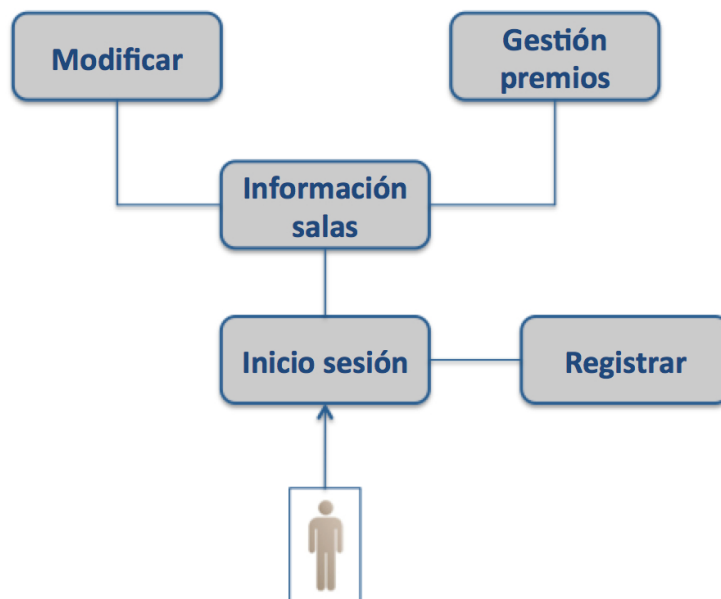 Modificar
Gestión
premios
Información
salas
Inicio sesión
Registrar